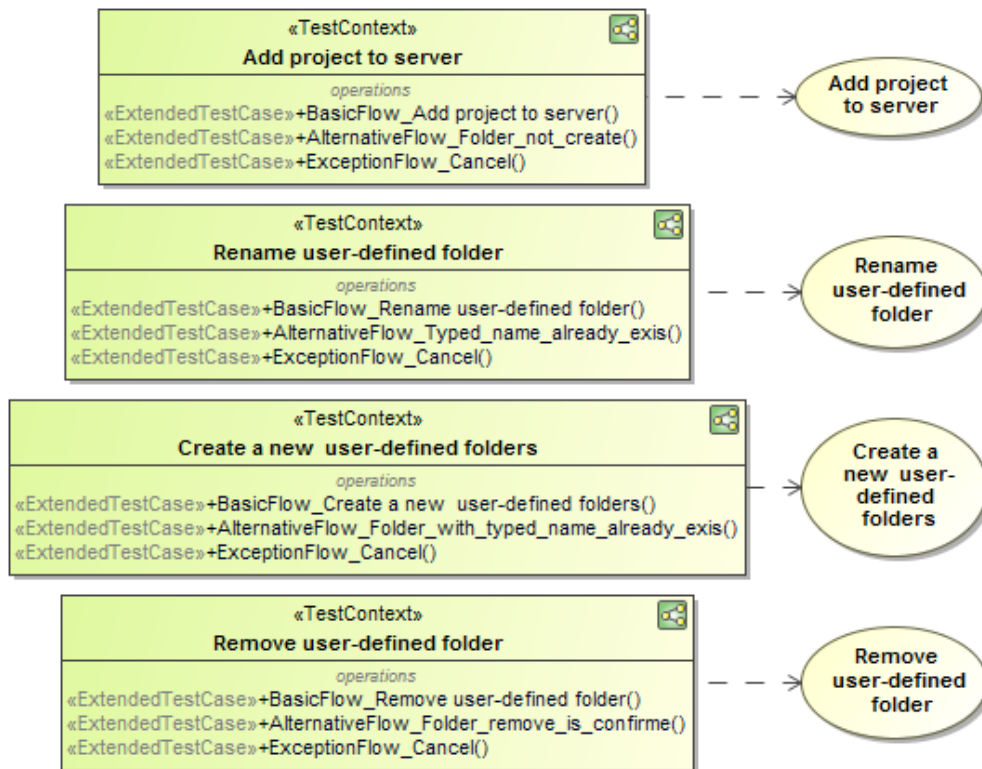 «TestContext»
Add project to server
operations
«ExtendedTestCase»+BasicFlow_Add project to server()
«ExtendedTestCase»+AlternativeFlow_Folder_not_create()
«ExtendedTestCase»+ExceptionFlow_Cancel()
Add project
to server
«TestContext»
Rename user-defined folder
operations
«ExtendedTestCase»+BasicFlow_Rename user-defined folder()
«ExtendedTestCase»+AlternativeFlow_Typed_name_already_exis()
«ExtendedTestCase»+ExceptionFlow_Cancel()
Rename
user-defined
folder
«TestContext»
Create a new  user-defined folders
operations
«ExtendedTestCase»+BasicFlow_Create a new  user-defined folders()
«ExtendedTestCase»+AlternativeFlow_Folder_with_typed_name_already_exis()
«ExtendedTestCase»+ExceptionFlow_Cancel()
Create a
new  user-
defined
folders
«TestContext»
Remove user-defined folder
operations
«ExtendedTestCase»+BasicFlow_Remove user-defined folder()
«ExtendedTestCase»+AlternativeFlow_Folder_remove_is_confirme()
«ExtendedTestCase»+ExceptionFlow_Cancel()
Remove
user-defined
folder